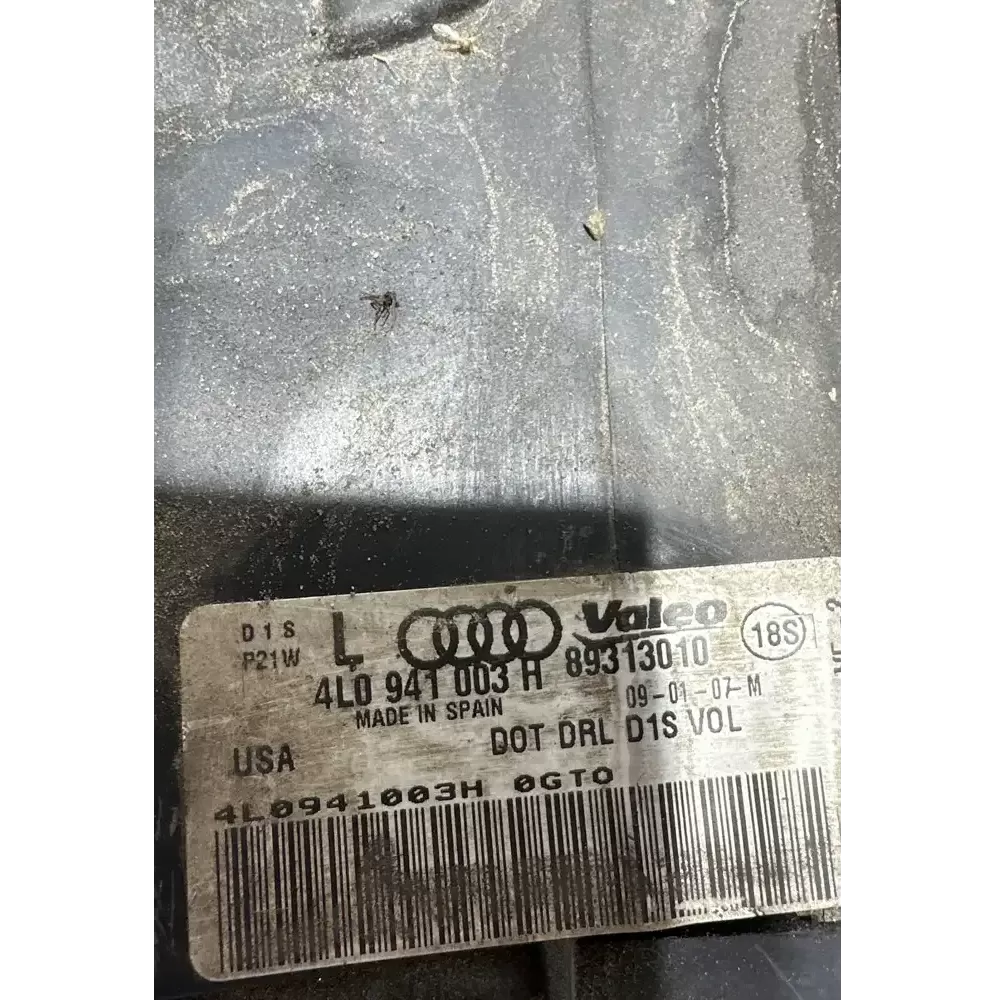 D1S
P21W
L
Valeo
18S
4L0 941 003 H 89313010
MADE IN SPAIN
09-01-07-M
DOT DRL D1S VOL
USA
4L0941003H 0GT0